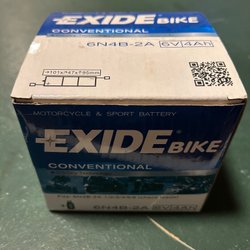 EXIDE BIKE
CONVENTIONAL
6N4B-2A 6V 4Ah
MOTORCYCLE & SPORT BATTERY
EXIDE BIKE
CONVENTIONAL
6N4B-2A 6V 4Ah